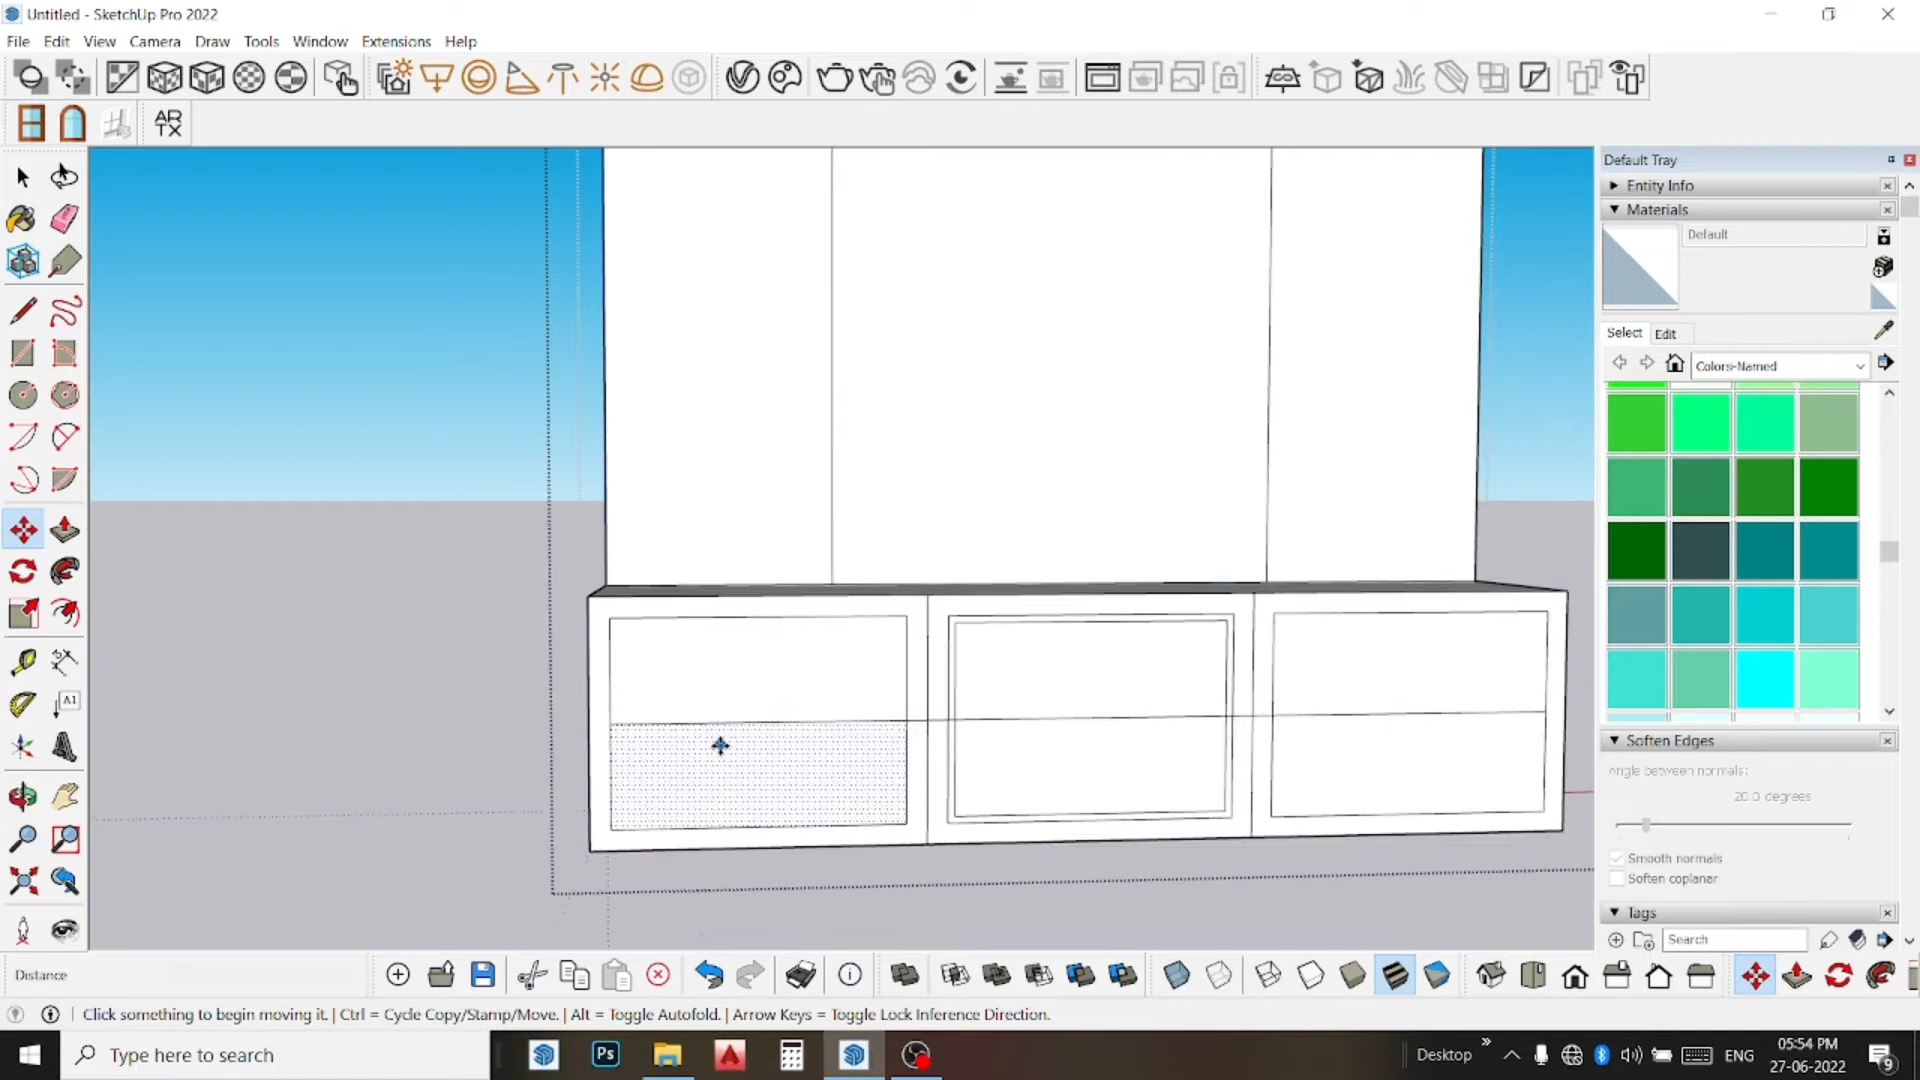 Untitled - SketchUp Pro 2022
File Edit View Camera Draw Tools Window Extensions Help
AR
TX
Default Tray
Entity Info
Materials
Default
Select Edit
Colors-Named
A1
Soften Edges
Angle between normals:
20.0 degrees
Smooth normals
Soften coplanar
Tags
Search
Distance
Click something to begin moving it. | Ctrl = Cycle Copy/Stamp/Move. | Alt = Toggle Autofold. | Arrow Keys = Toggle Lock Inference Direction.
Type here to search
Ps
Desktop
ENG
05:54 PM
27-06-2022
9